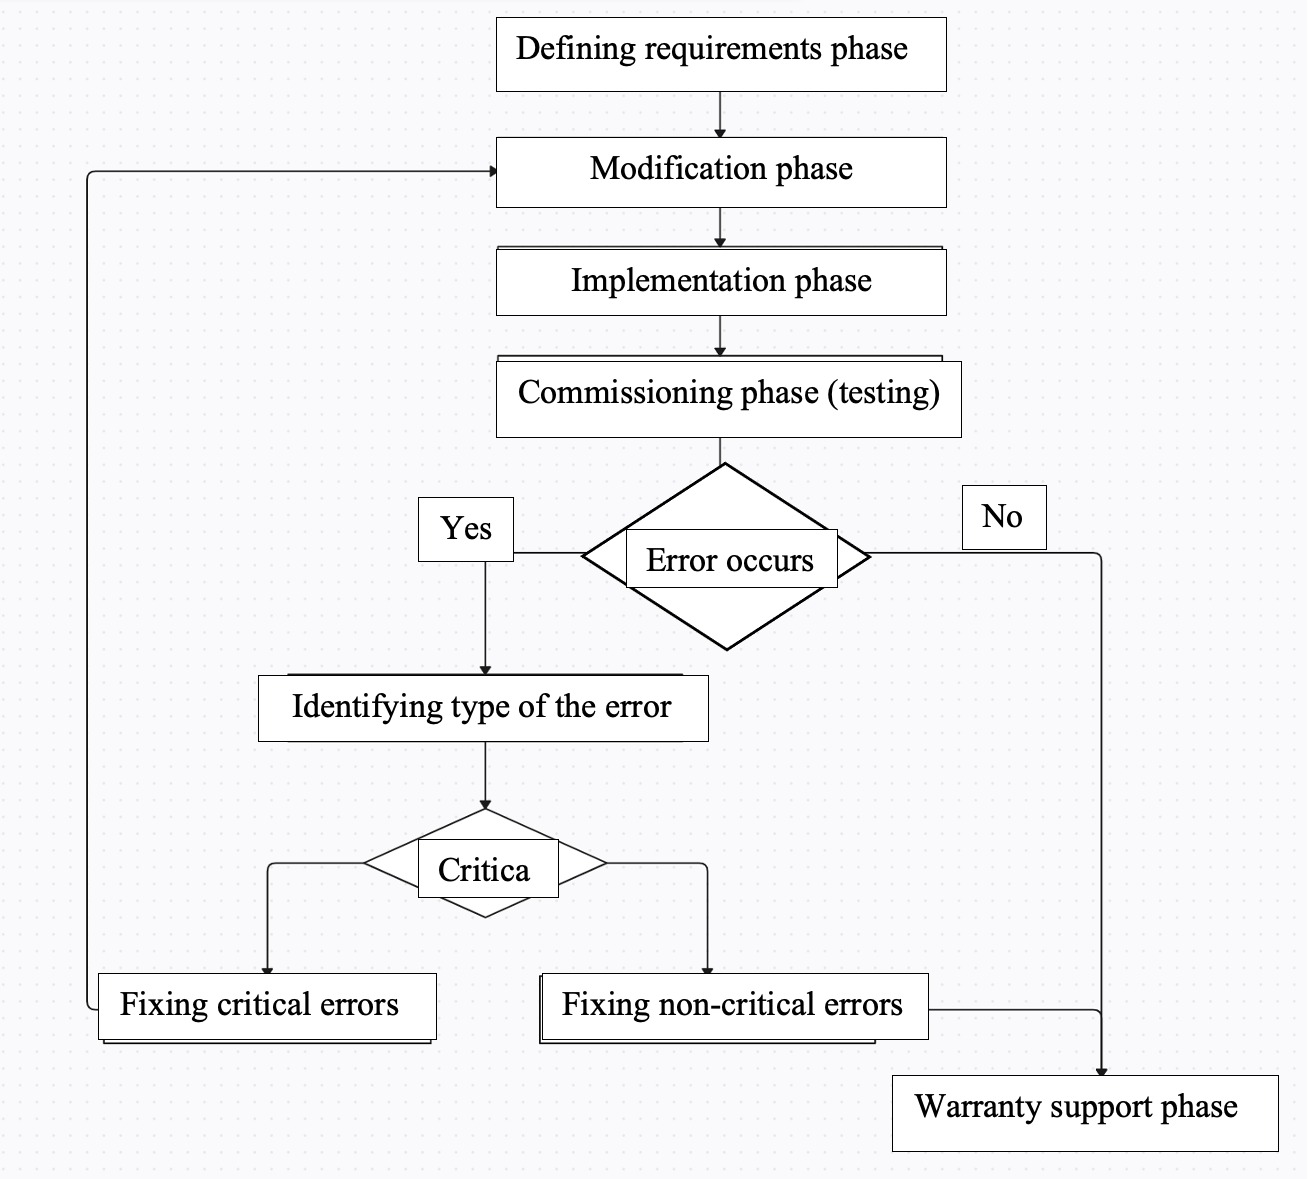 Defining requirements phase
Modification phase
Implementation phase
Commissioning phase (testing)
Yes
No
Error occurs
Identifying type of the error
Critica
Fixing critical errors
Fixing non-critical errors
Warranty support phase